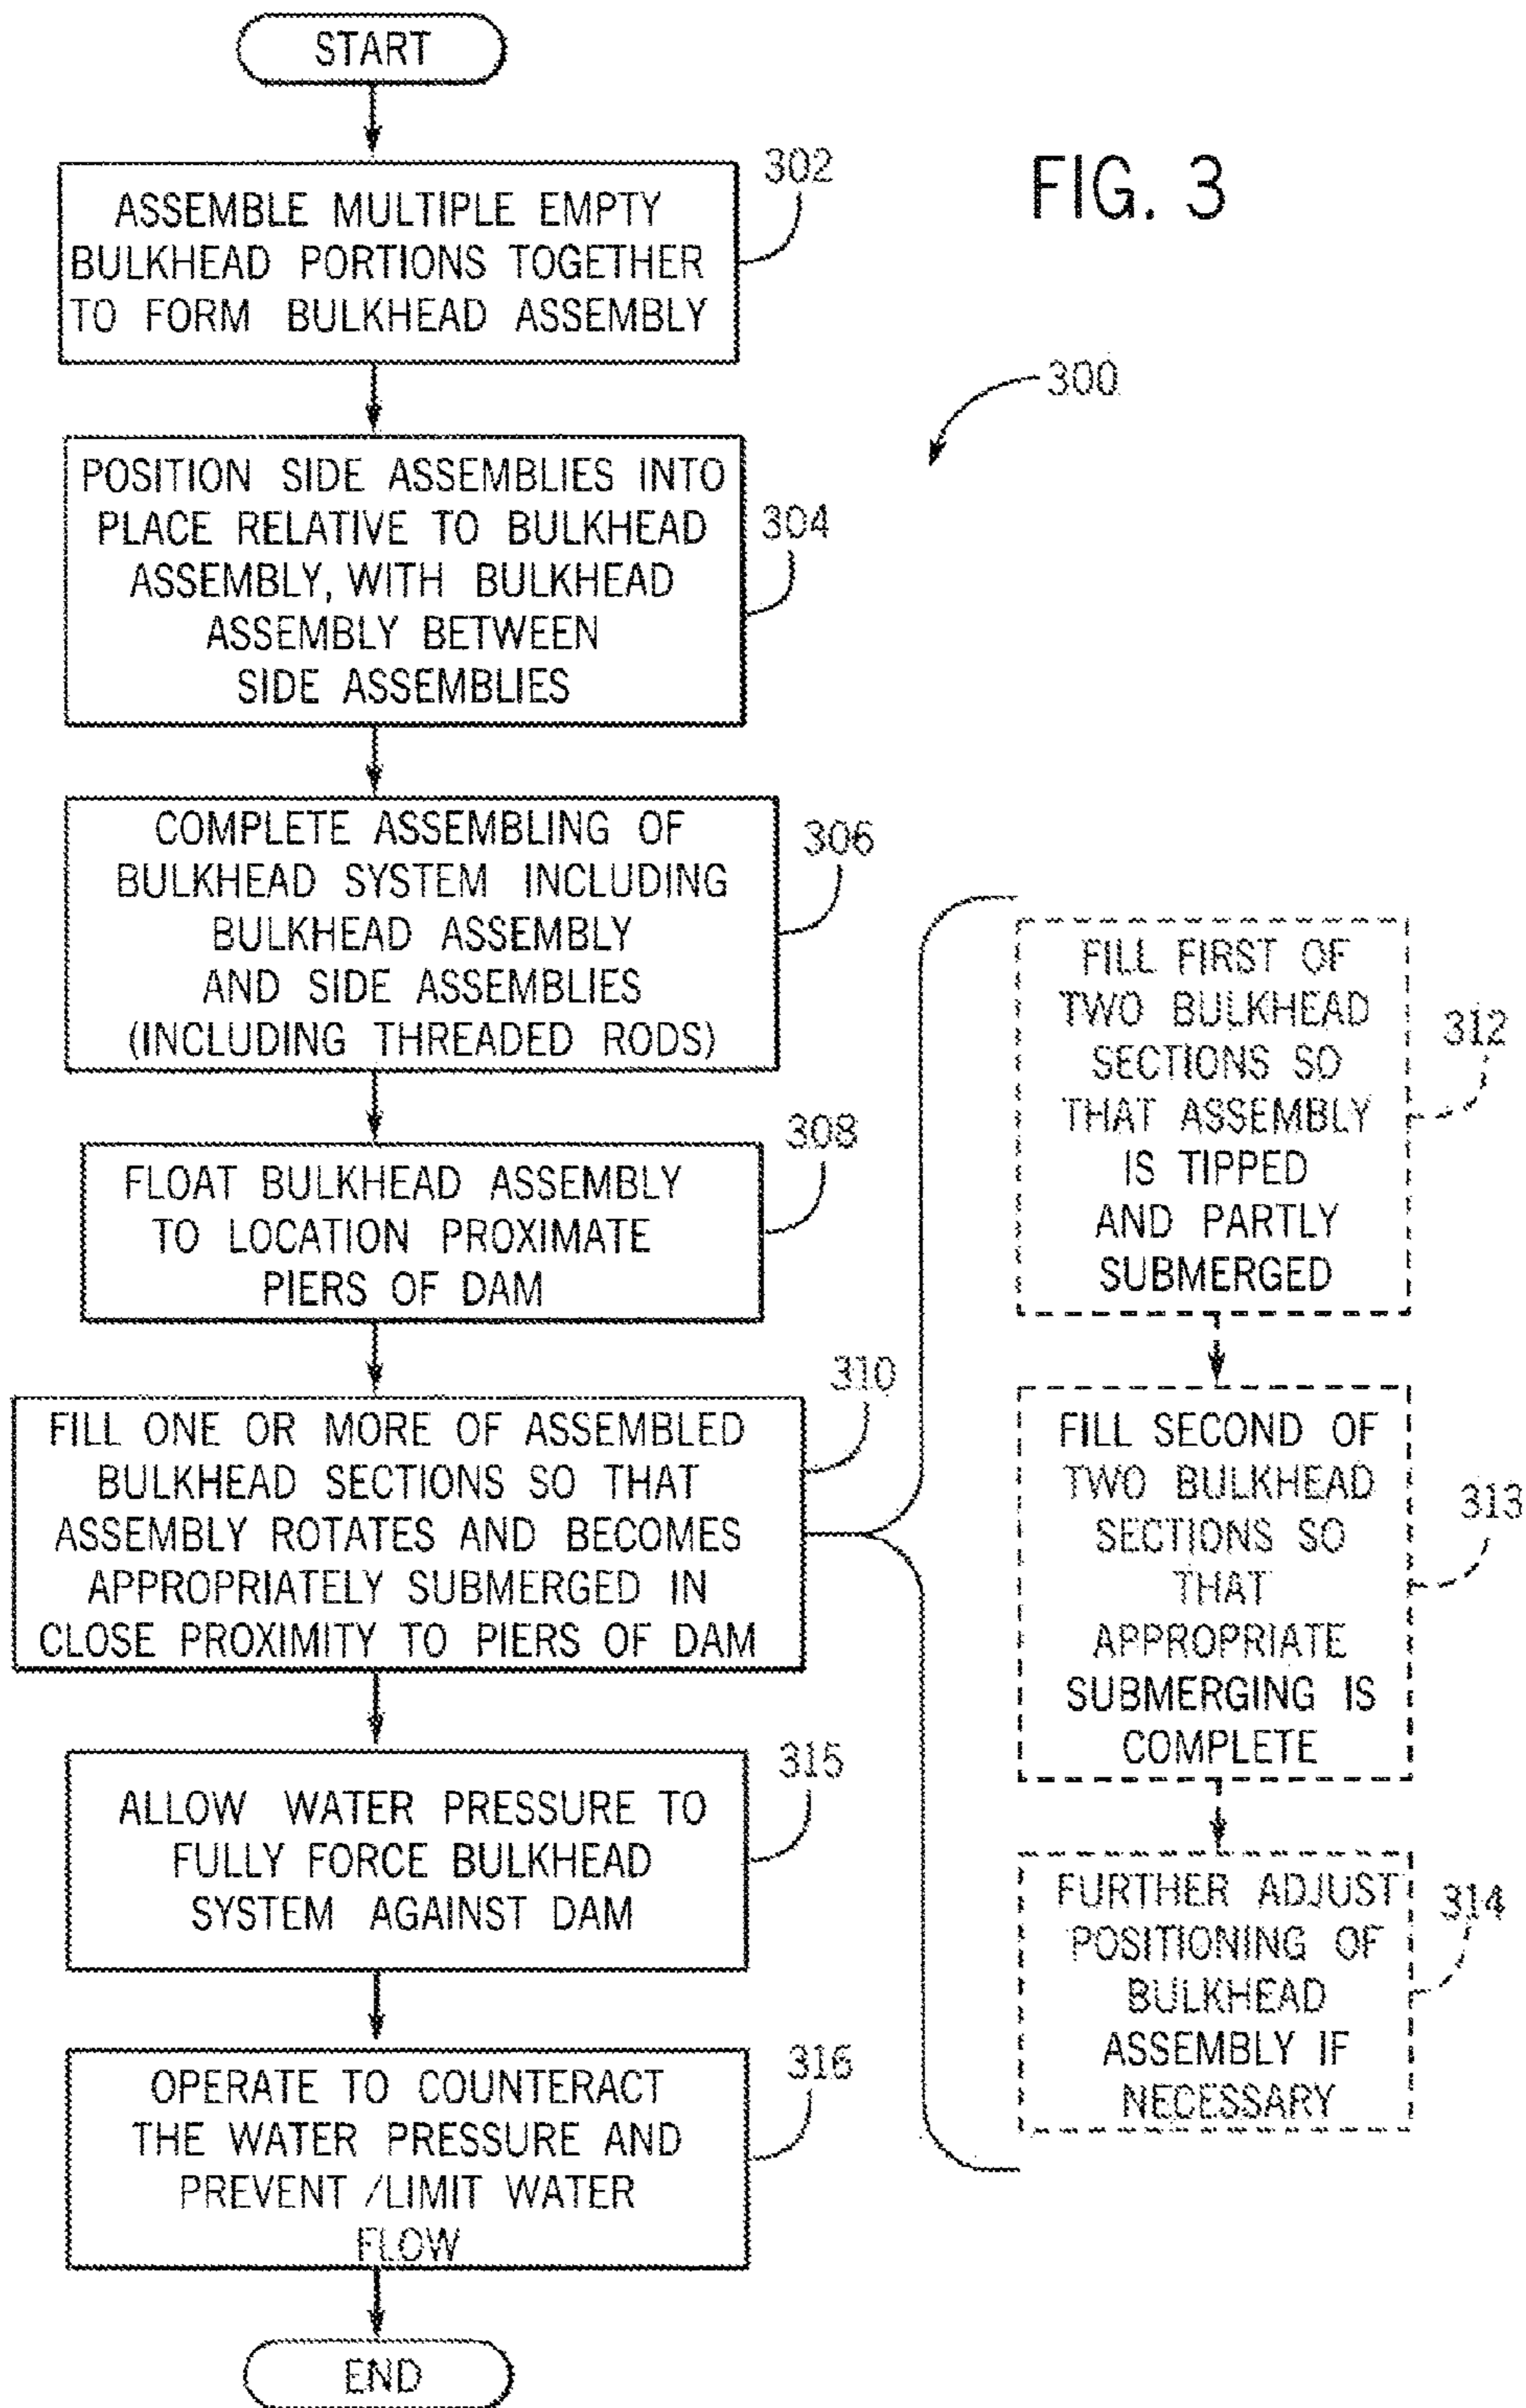 START
302
FIG. 3
ASSEMBLE MULTIPLE EMPTY
BULKHEAD PORTIONS TOGETHER
TO FORM BULKHEAD ASSEMBLY
300
POSITION SIDE ASSEMBLIES INTO
PLACE RELATIVE TO BULKHEAD
ASSEMBLY, WITH BULKHEAD
ASSEMBLY BETWEEN
SIDE ASSEMBLIES
304
COMPLETE ASSEMBLING OF
BULKHEAD SYSTEM INCLUDING
BULKHEAD ASSEMBLY
AND SIDE ASSEMBLIES
(INCLUDING THREADED RODS)
306
FLOAT BULKHEAD ASSEMBLY
TO LOCATION PROXIMATE
PIERS OF DAM
308
FILL ONE OR MORE OF ASSEMBLED
BULKHEAD SECTIONS SO THAT
ASSEMBLY ROTATES AND BECOMES
APPROPRIATELY SUBMERGED IN
CLOSE PROXIMITY TO PIERS OF DAM
310
FILL FIRST OF
TWO BULKHEAD
SECTIONS SO
THAT ASSEMBLY
IS TIPPED
AND PARTLY
SUBMERGED
312
FILL SECOND OF
TWO BULKHEAD
SECTIONS SO
THAT
APPROPRIATE
SUBMERGING IS
COMPLETE
313
FURTHER ADJUST
POSITIONING OF
BULKHEAD
ASSEMBLY IF
NECESSARY
314
ALLOW WATER PRESSURE TO
FULLY FORCE BULKHEAD
SYSTEM AGAINST DAM
315
OPERATE TO COUNTERACT
THE WATER PRESSURE AND
PREVENT /LIMIT WATER
FLOW
316
END